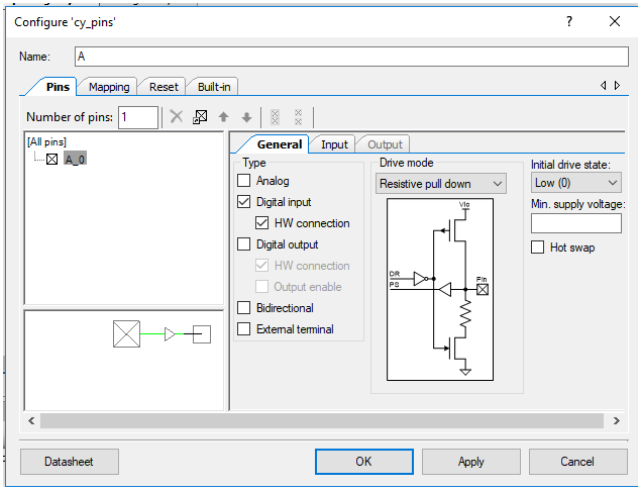 Configure 'cy_pins' ? ×
Name: A
Pins Mapping Reset Built-in
Number of pins: 1
[All pins]
A_0
General Input Output
Type
Analog
Digital input
HW connection
Digital output
HW connection
Output enable
Bidirectional
External terminal
Drive mode
Resistive pull down
Vio
DR
PS
Pin
Initial drive state:
Low (0)
Min. supply voltage:
Hot swap
Datasheet OK Apply Cancel